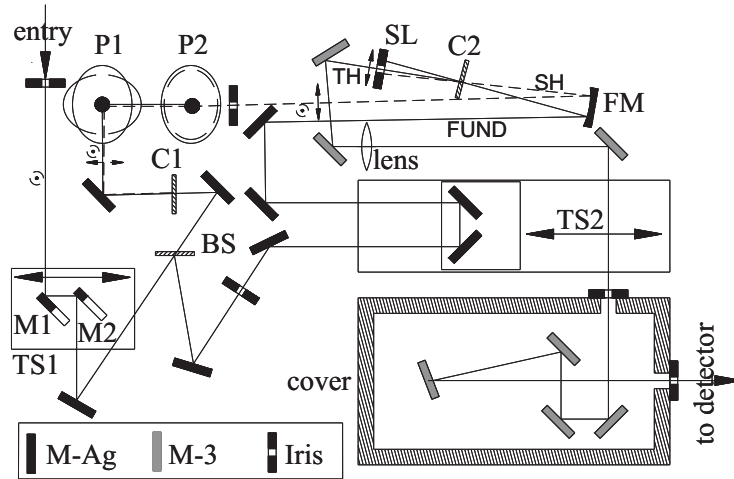 entry
P1
P2
SL
C2
TH
SH
FM
FUND
lens
C1
BS
TS2
M1
M2
TS1
cover
to detector
M-Ag
M-3
Iris